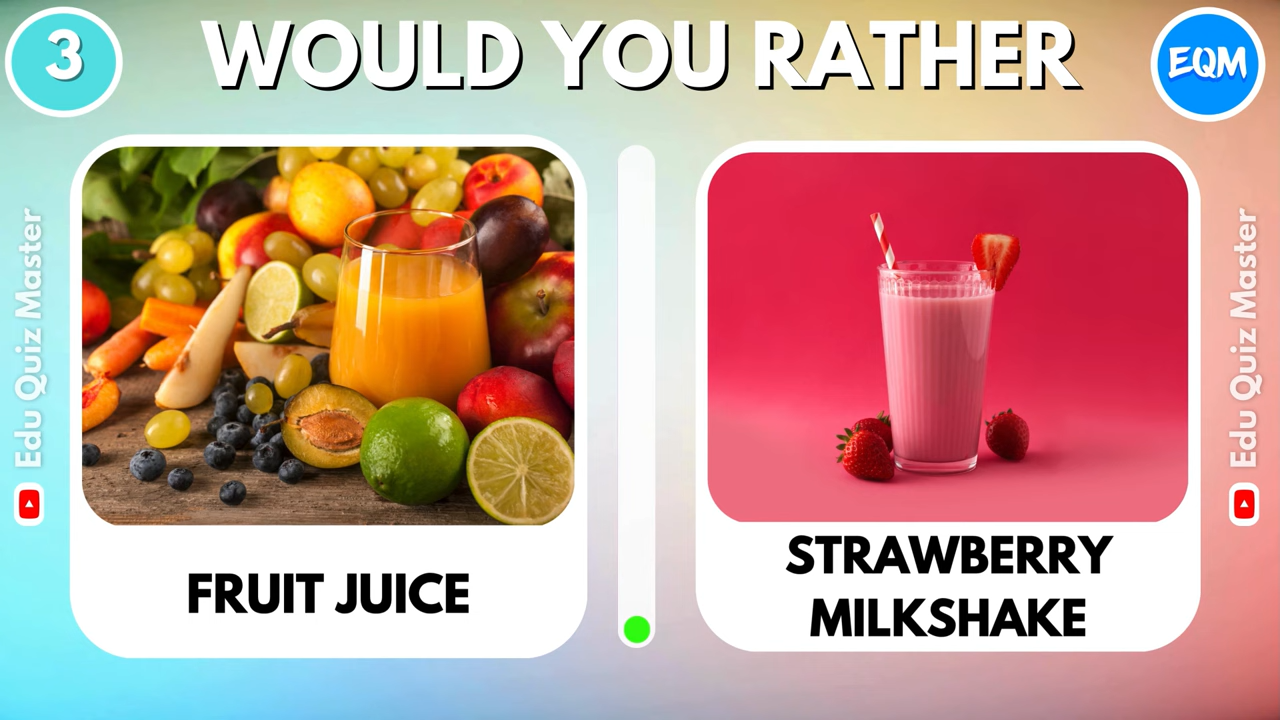 3
WOULD YOU RATHER
EQM
Edu Quiz Master
FRUIT JUICE
STRAWBERRY
MILKSHAKE
Edu Quiz Master